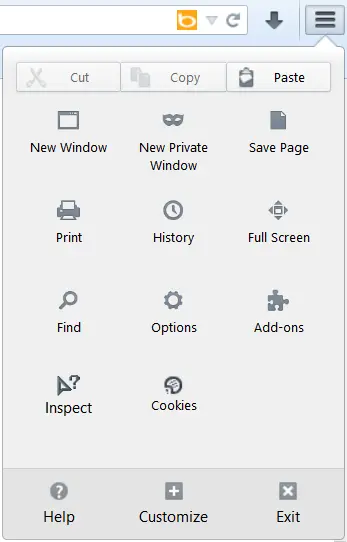 Cut Copy Paste
New Window New Private Save Page
Window
Print History Full Screen
Find Options Add-ons
Inspect Cookies
Help Customize Exit